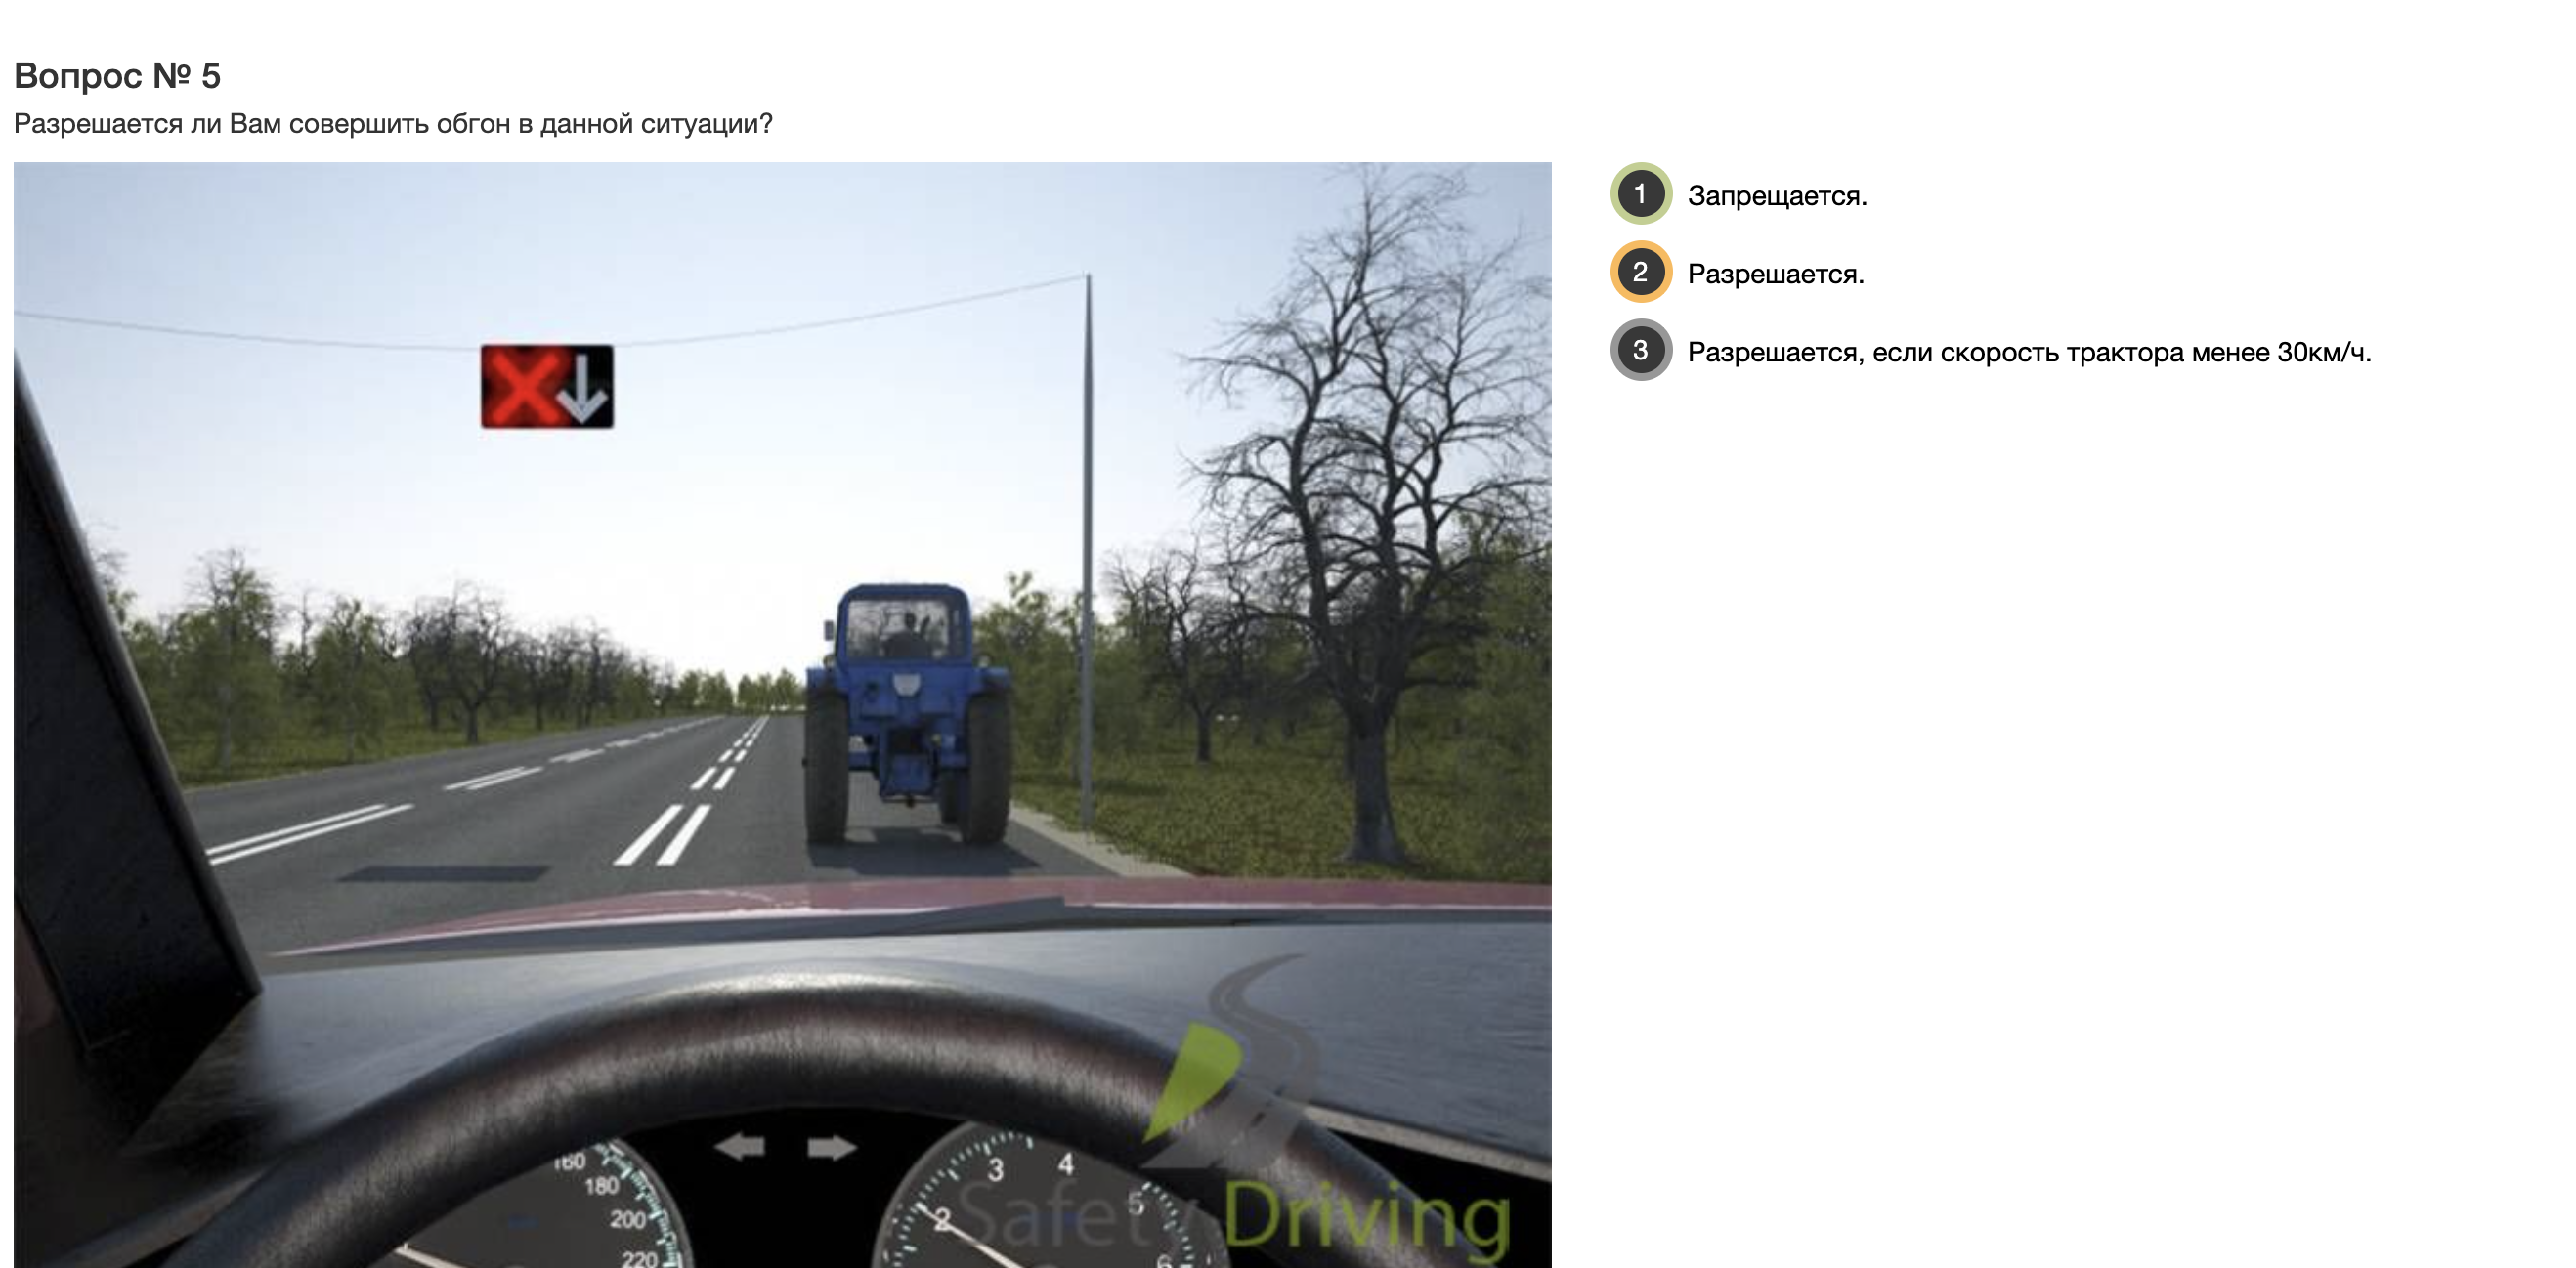 Вопрос № 5
Разрешается ли Вам совершить обгон в данной ситуации?
1 Запрещается.
2 Разрешается.
3 Разрешается, если скорость трактора менее 30км/ч.
160
180
200
220
2
3
4
5
6
Safety Driving